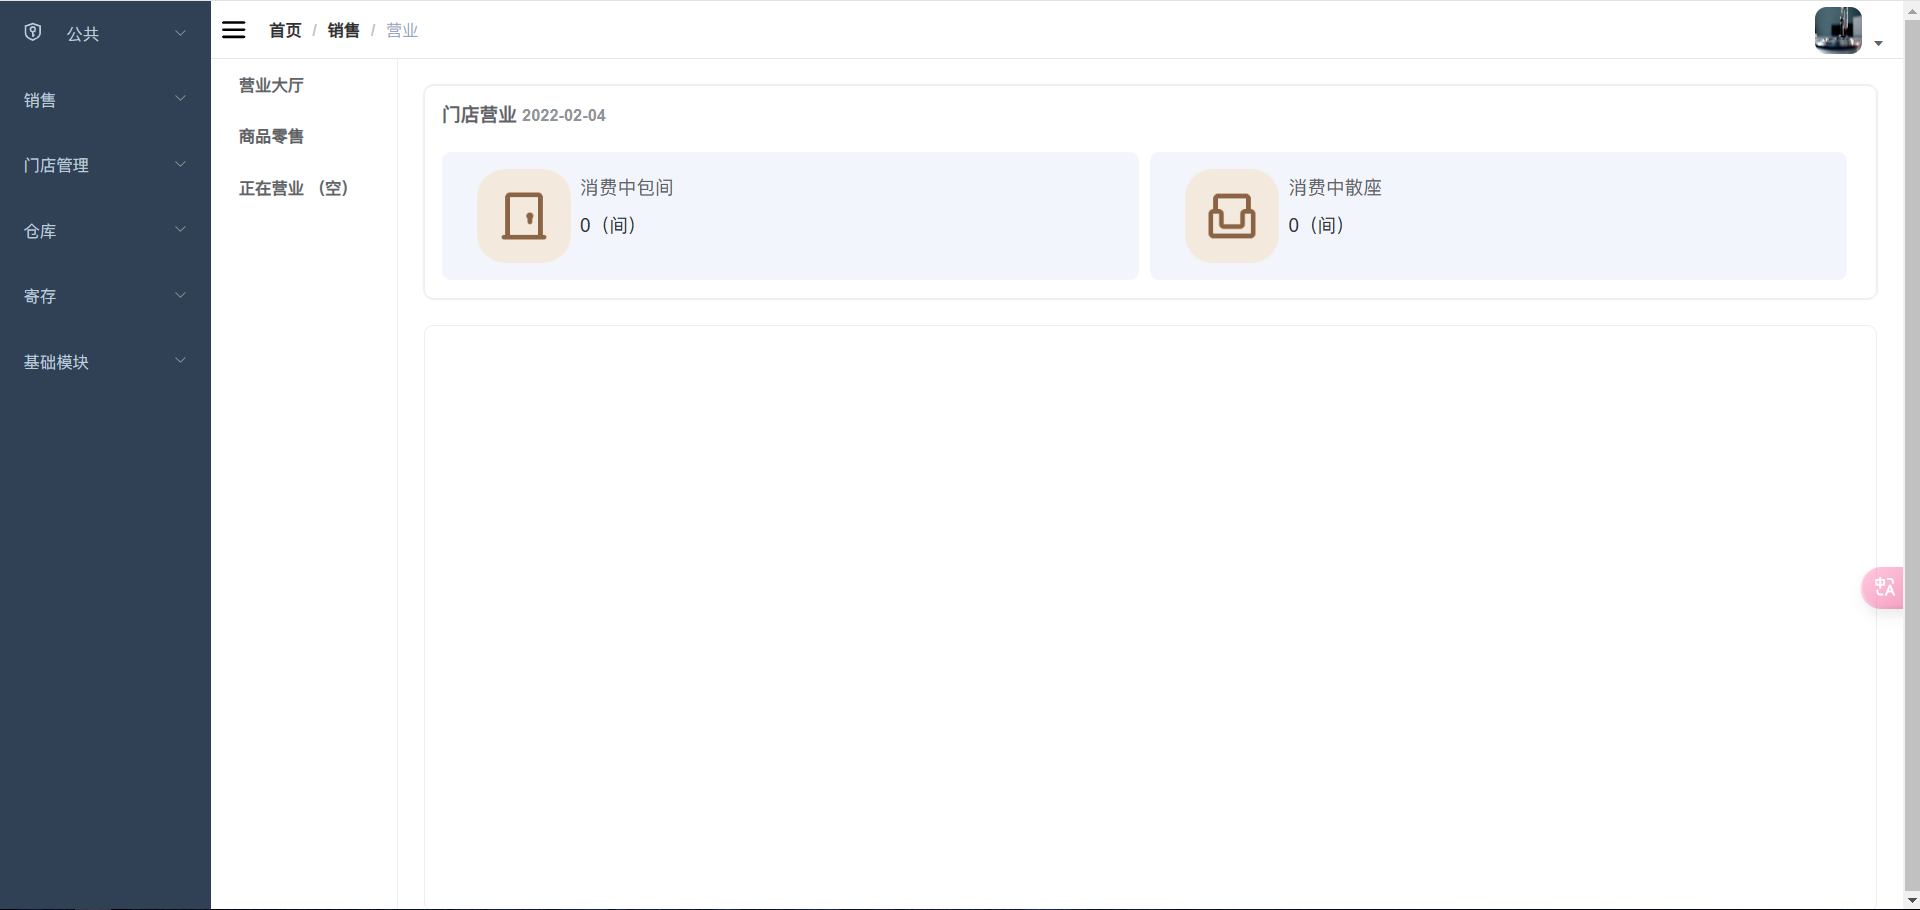 公共
销售
门店管理
仓库
寄存
基础模块
首页 / 销售 / 营业
营业大厅
商品零售
正在营业 （空）
门店营业 2022-02-04
消费中包间
0（间）
消费中散座
0（间）
中A